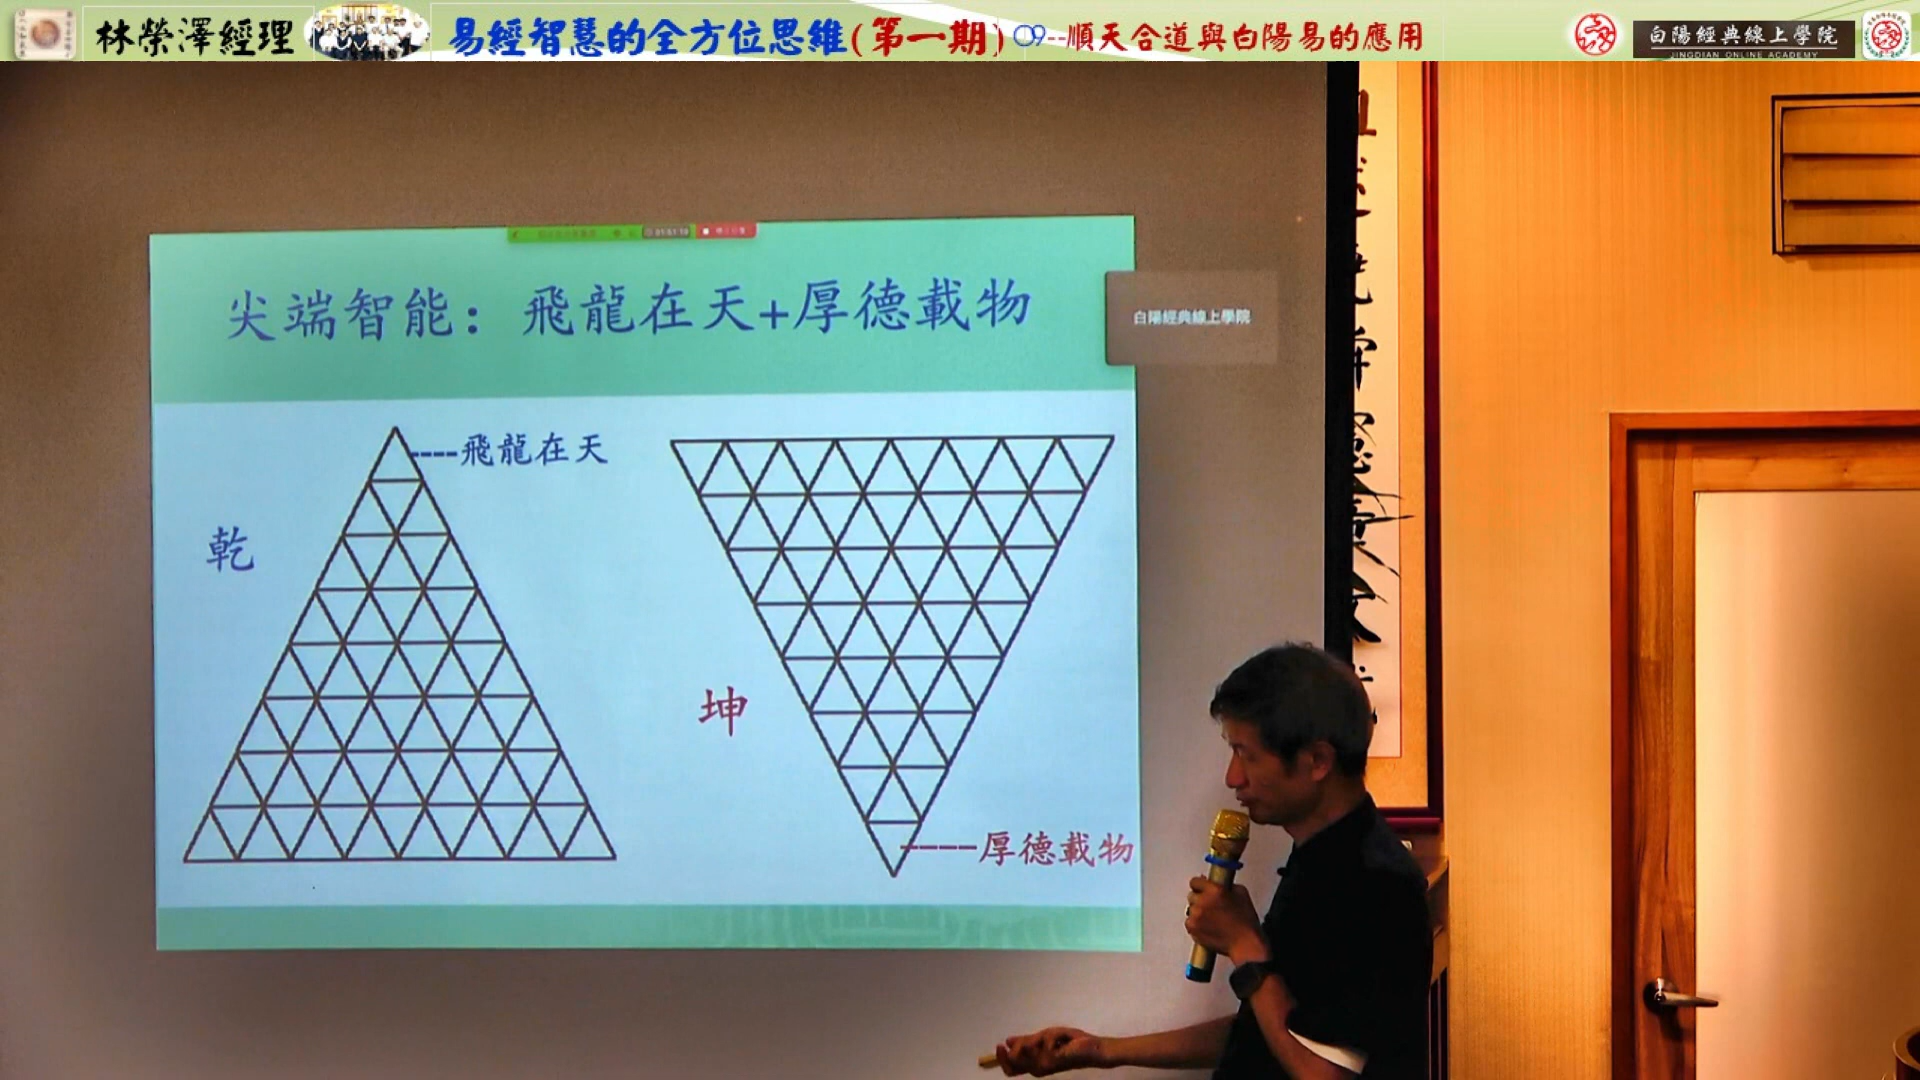 林榮澤經理
易經智慧的全方位思維(第一期)
09--順天合道與白陽易的應用
白陽經典線上學院
JINGDIAN ONLINE ACADEMY
尖端智能：飛龍在天+厚德載物
白陽經典線上學院
----飛龍在天
乾
坤
----厚德載物